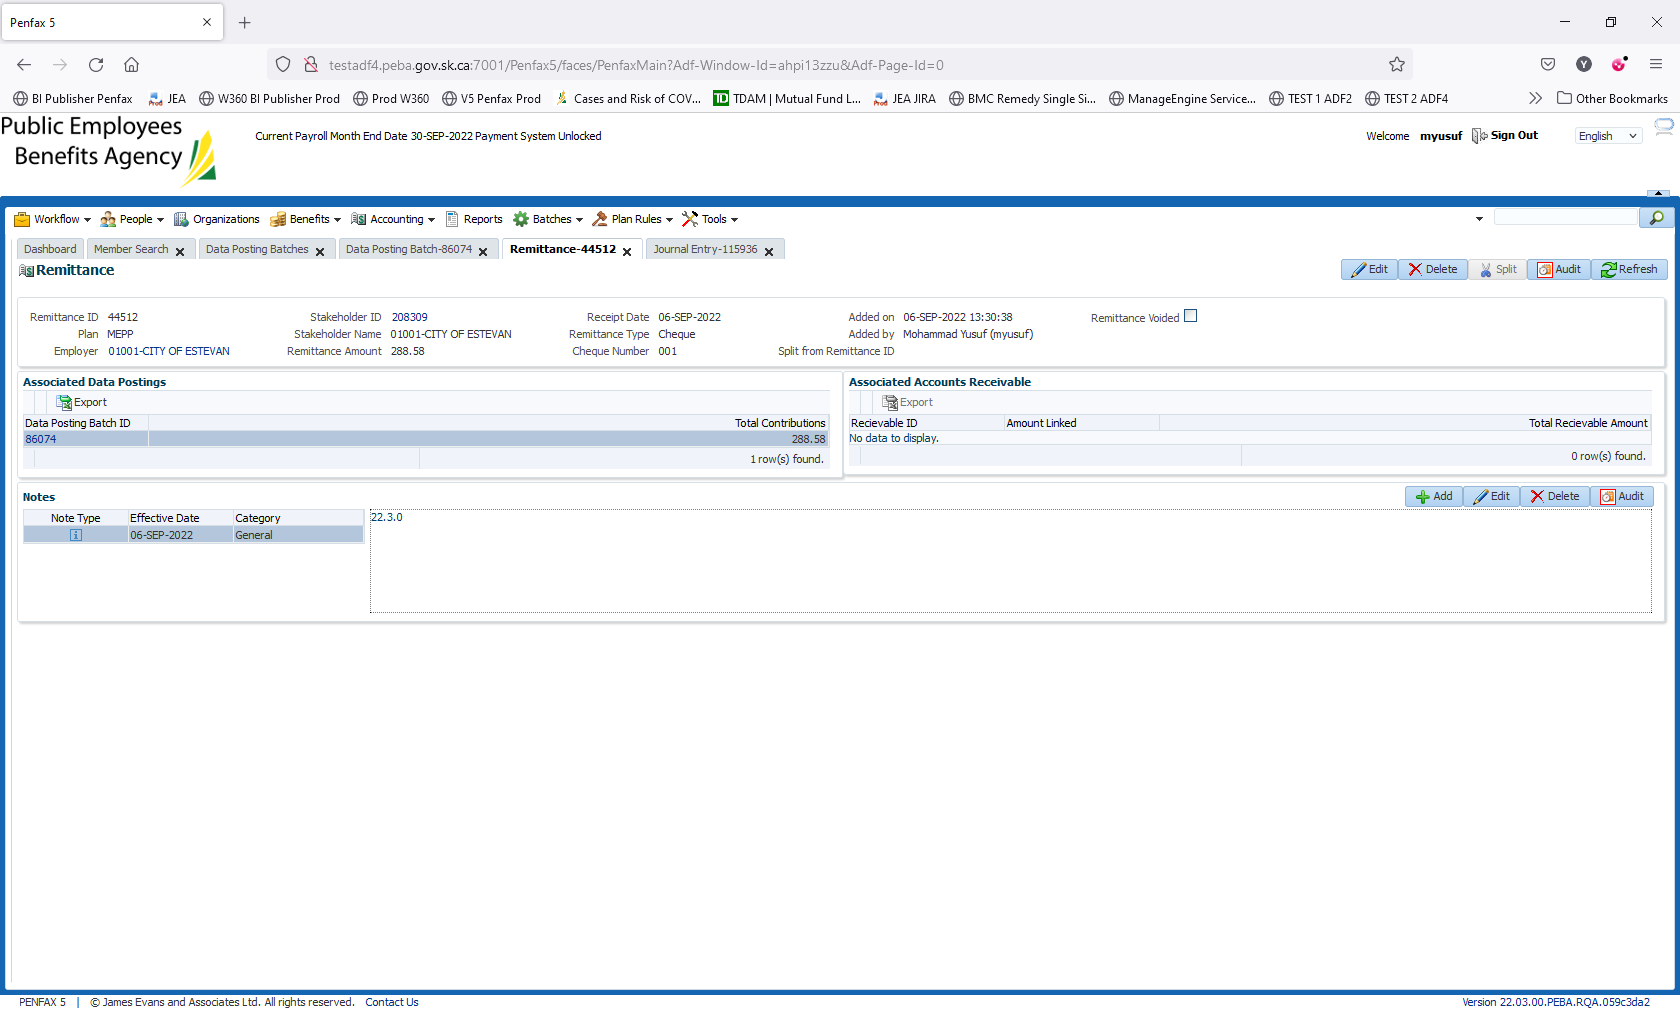 Penfax 5
testadf4.peba.gov.sk.ca:7001/Penfax5/faces/PenfaxMain?Adf-Window-Id=ahpi13zzu&Adf-Page-Id=0
Y
BI Publisher Penfax JEA W360 BI Publisher Prod Prod W360 V5 Penfax Prod Cases and Risk of COV... TDAM | Mutual Fund L... JEA JIRA BMC Remedy Single Si... ManageEngine Service... TEST 1 ADF2 TEST 2 ADF4 Other Bookmarks
Public Employees
Benefits Agency
Current Payroll Month End Date 30-SEP-2022 Payment System Unlocked
Welcome myusuf Sign Out English
Workflow People Organizations Benefits Accounting Reports Batches Plan Rules Tools
Dashboard Member Search Data Posting Batches Data Posting Batch-86074 Remittance-44512 Journal Entry-115936
Remittance
Edit Delete Split Audit Refresh
Remittance ID 44512 Stakeholder ID 208309 Receipt Date 06-SEP-2022 Added on 06-SEP-2022 13:30:38 Remittance Voided
Plan MEPP Stakeholder Name 01001-CITY OF ESTEVAN Remittance Type Cheque Added by Mohammad Yusuf (myusuf)
Employer 01001-CITY OF ESTEVAN Remittance Amount 288.58 Cheque Number 001 Split from Remittance ID
Associated Data Postings
Export
Data Posting Batch ID Total Contributions
86074 288.58
1 row(s) found.
Associated Accounts Receivable
Export
Recievable ID Amount Linked Total Recievable Amount
No data to display.
0 row(s) found.
Notes
Add Edit Delete Audit
Note Type Effective Date Category
06-SEP-2022 General
22.3.0
PENFAX 5 | © James Evans and Associates Ltd. All rights reserved. Contact Us
Version 22.03.00.PEBA.RQA.059c3da2